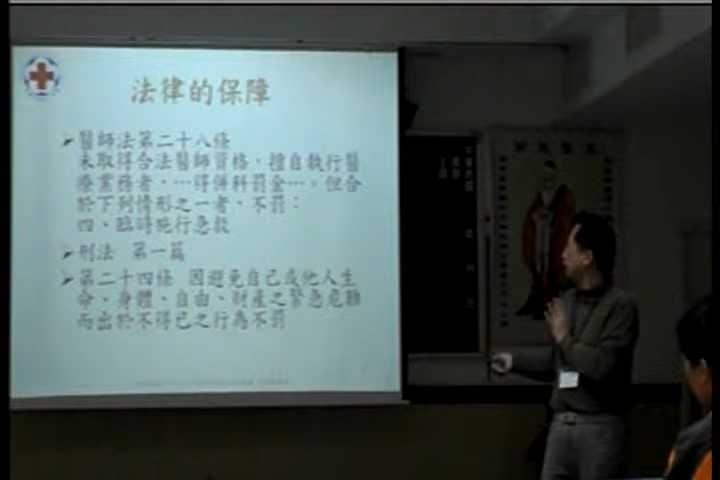 法律的保障
➢醫師法第二十八條
未取得合法醫師資格，擅自執行醫
療業務者，…得併科罰金…。但合
於下列情形之一者，不罰：
四、臨時施行急救
➢刑法 第一篇
➢第二十四條 因避免自己或他人生
命、身體、自由、財產之緊急危難
而出於不得已之行為不罰